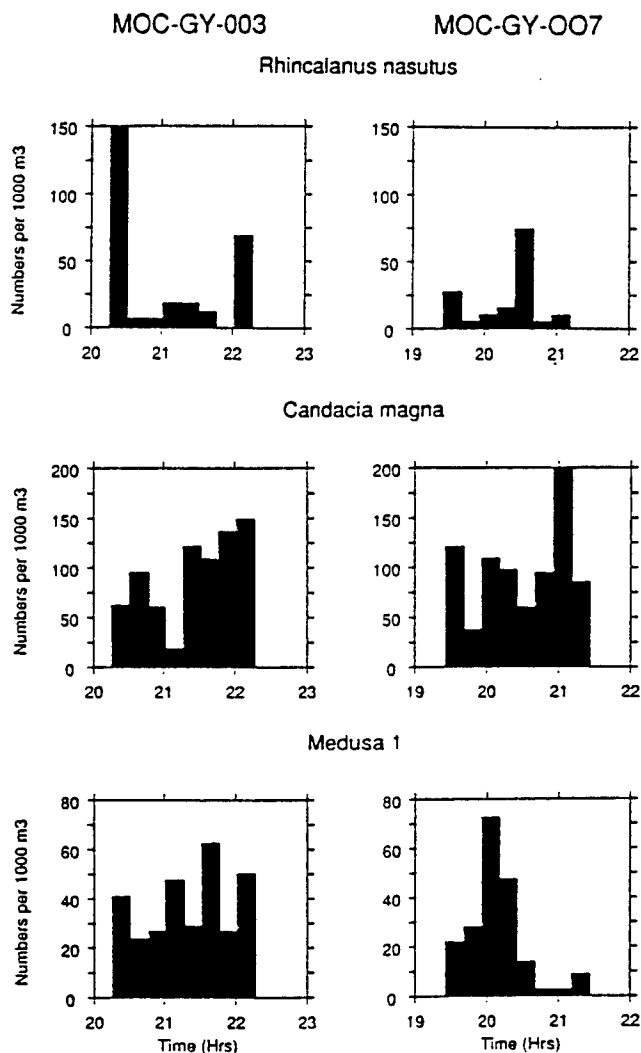 MOC-GY-003 MOC-GY-OO7
Rhincalanus nasutus
Numbers per 1000 m3
150
100
50
0
20 21 22 23
150
100
50
0
19 20 21 22
Candacia magna
Numbers per 1000 m3
200
150
100
50
0
20 21 22 23
200
150
100
50
0
19 20 21 22
Medusa 1
Numbers per 1000 m3
80
60
40
20
0
20 21 22 23
Time (Hrs)
80
60
40
20
0
19 20 21 22
Time (Hrs)